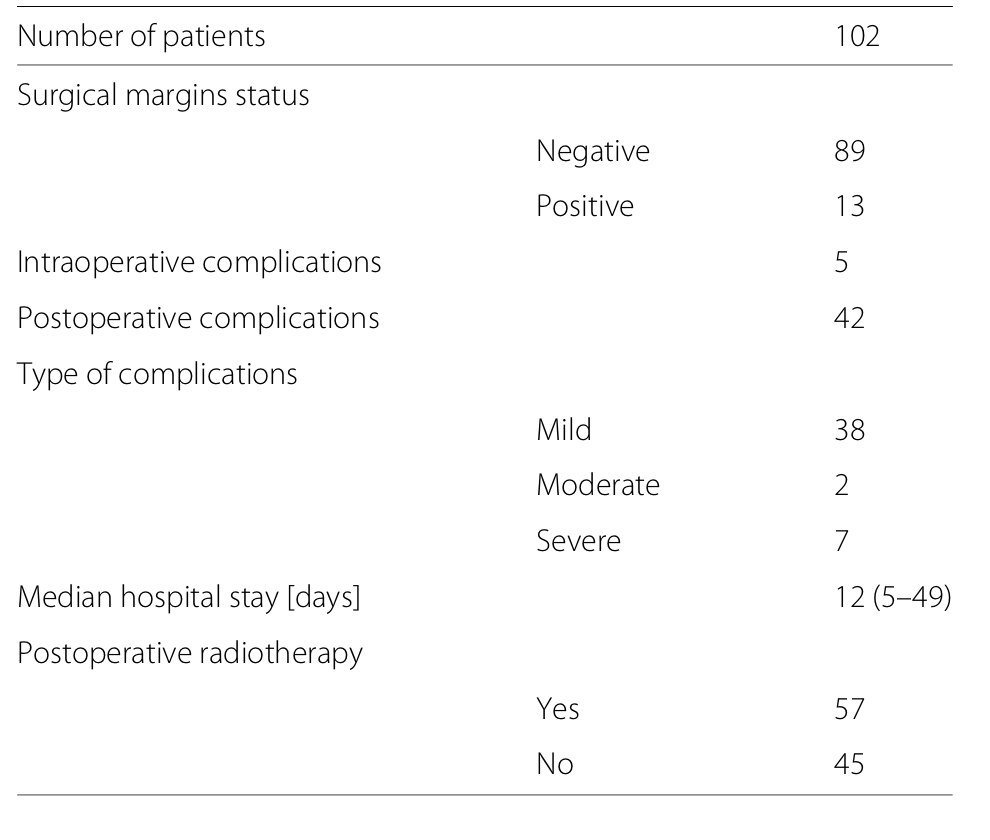 Number of patients 102
Surgical margins status
Negative 89
Positive 13
Intraoperative complications 5
Postoperative complications 42
Type of complications
Mild 38
Moderate 2
Severe 7
Median hospital stay [days] 12 (5–49)
Postoperative radiotherapy
Yes 57
No 45